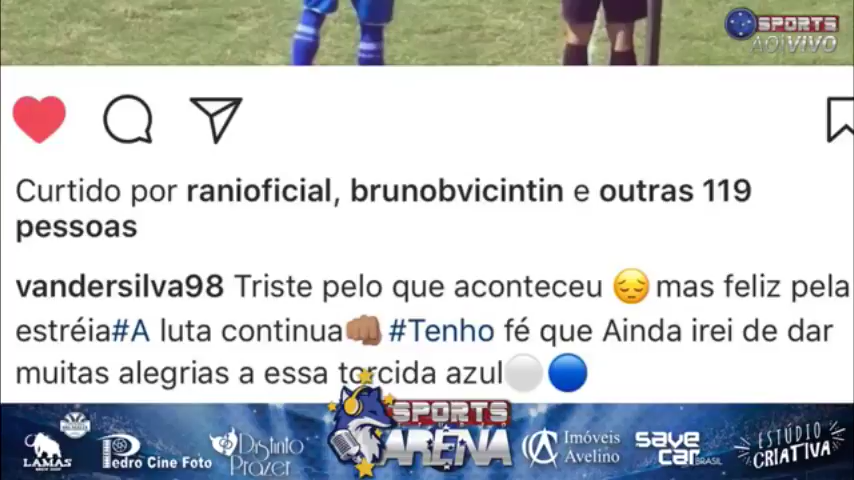 SPORTS
AO VIVO
Curtido por ranioficial, brunobvicintin e outras 119
pessoas
vandersilva98 Triste pelo que aconteceu 😔 mas feliz pela
estréia#A luta continua👊🏽 #Tenho fé que Ainda irei de dar
muitas alegrias a essa torcida azul⚪🔵
SPORTS
ARENA
LAMAS
Pedro Cine Foto
Distinto
Prazer
Imóveis
Avelino
save
car BRASIL
ESTÚDIO
CRIATIVA